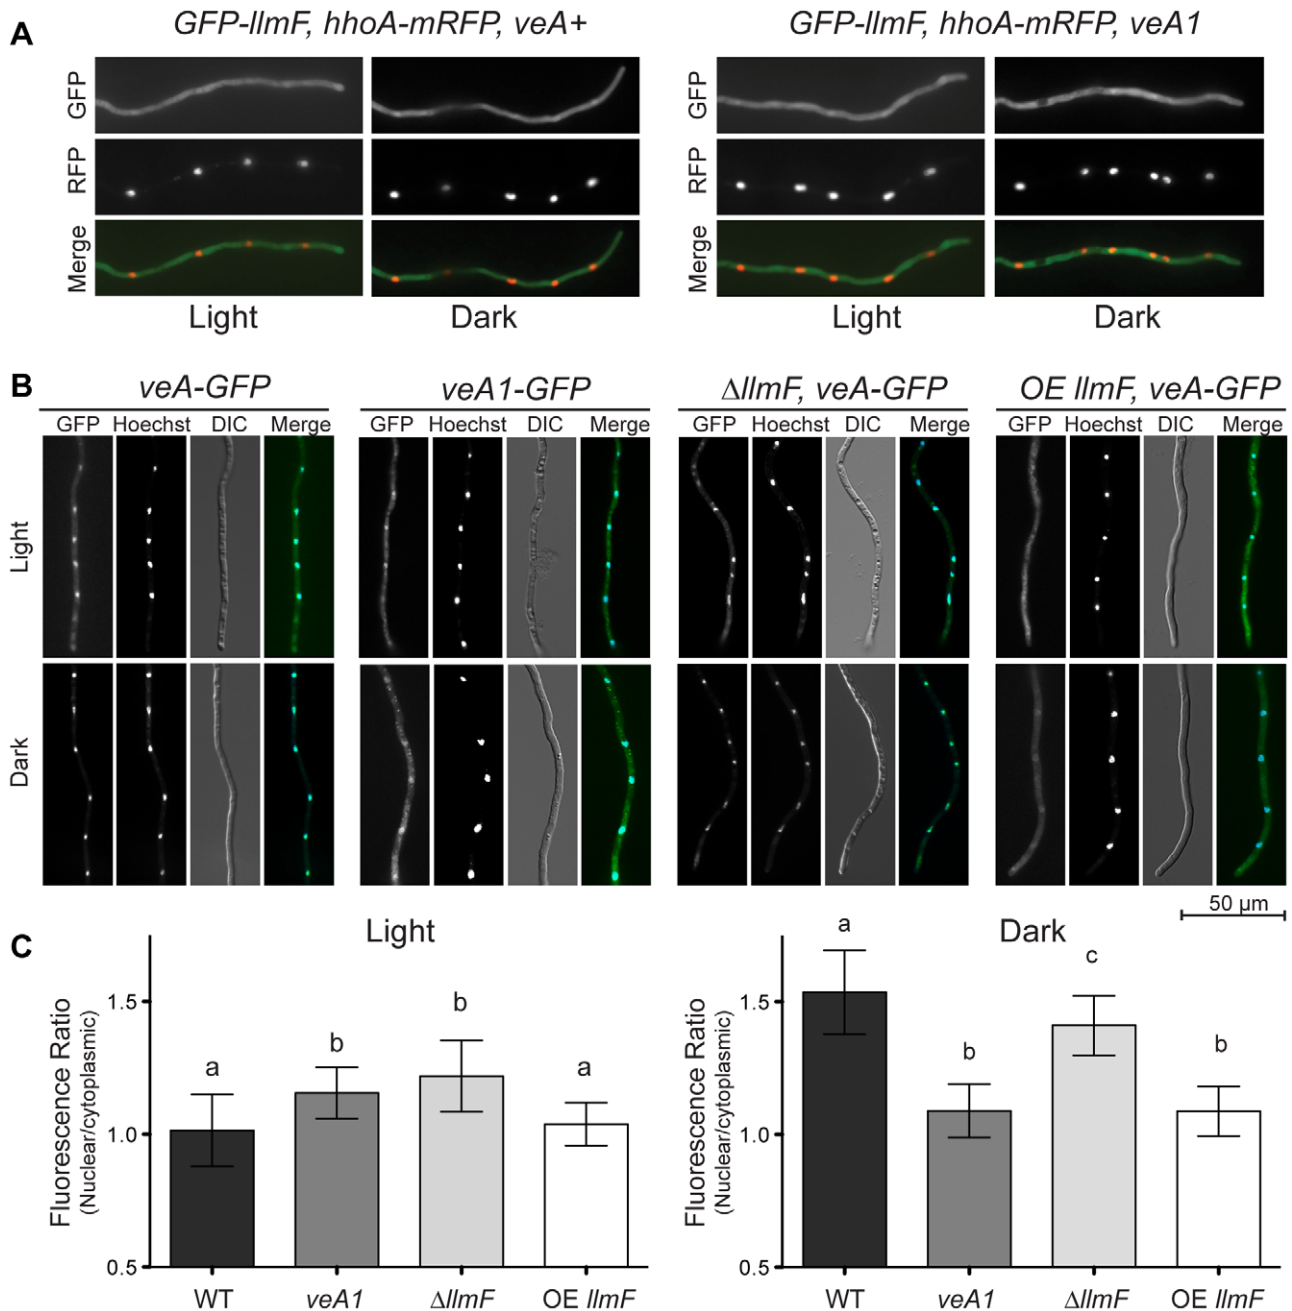 A
GFP-llmF, hhoA-mRFP, veA+
GFP-llmF, hhoA-mRFP, veA1
GFP
RFP
Merge
GFP
RFP
Merge
Light
Dark
Light
Dark
B
veA-GFP
veA1-GFP
ΔllmF, veA-GFP
OE llmF, veA-GFP
GFP Hoechst DIC Merge
GFP Hoechst DIC Merge
GFP Hoechst DIC Merge
GFP Hoechst DIC Merge
Light
Dark
50 µm
C
Light
Fluorescence Ratio
(Nuclear/cytoplasmic)
1.5
1.0
0.5
a
b
b
a
WT
veA1
ΔllmF
OE llmF
Dark
Fluorescence Ratio
(Nuclear/cytoplasmic)
1.5
1.0
0.5
a
b
c
b
WT
veA1
ΔllmF
OE llmF